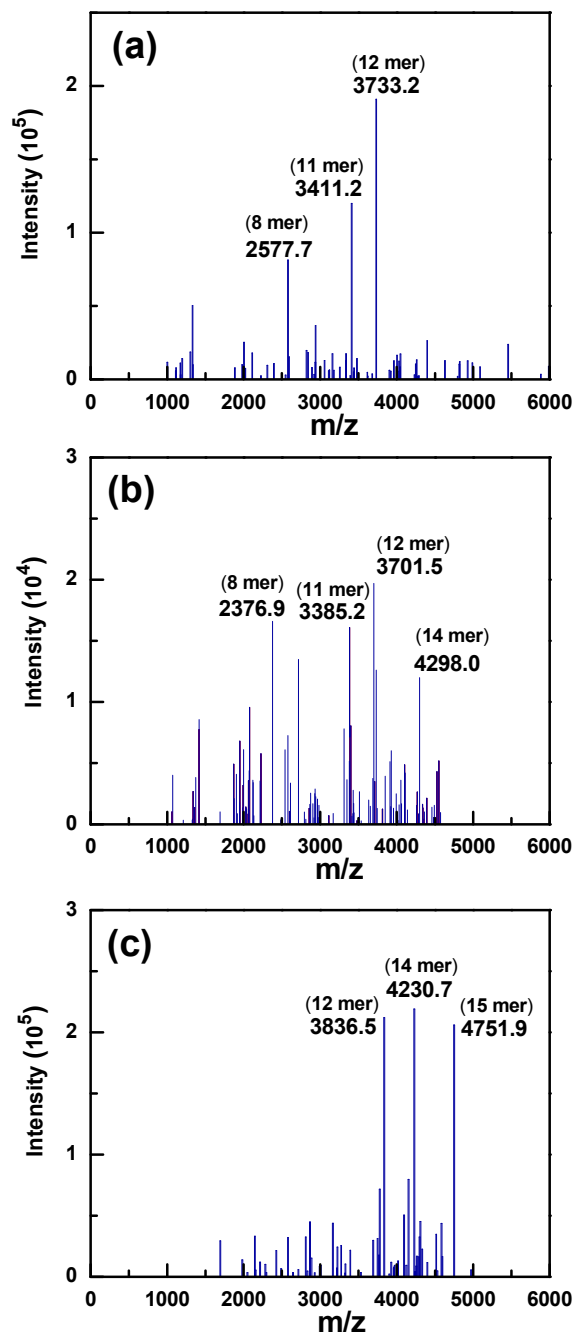 (a)
(12 mer)
3733.2
(11 mer)
3411.2
(8 mer)
2577.7
Intensity (10⁵)
2
1
0
0 1000 2000 3000 4000 5000 6000
m/z
(b)
(12 mer)
3701.5
(8 mer)
2376.9
(11 mer)
3385.2
(14 mer)
4298.0
Intensity (10⁴)
3
2
1
0
0 1000 2000 3000 4000 5000 6000
m/z
(c)
(14 mer)
4230.7
(12 mer)
3836.5
(15 mer)
4751.9
Intensity (10⁵)
3
2
1
0
0 1000 2000 3000 4000 5000 6000
m/z